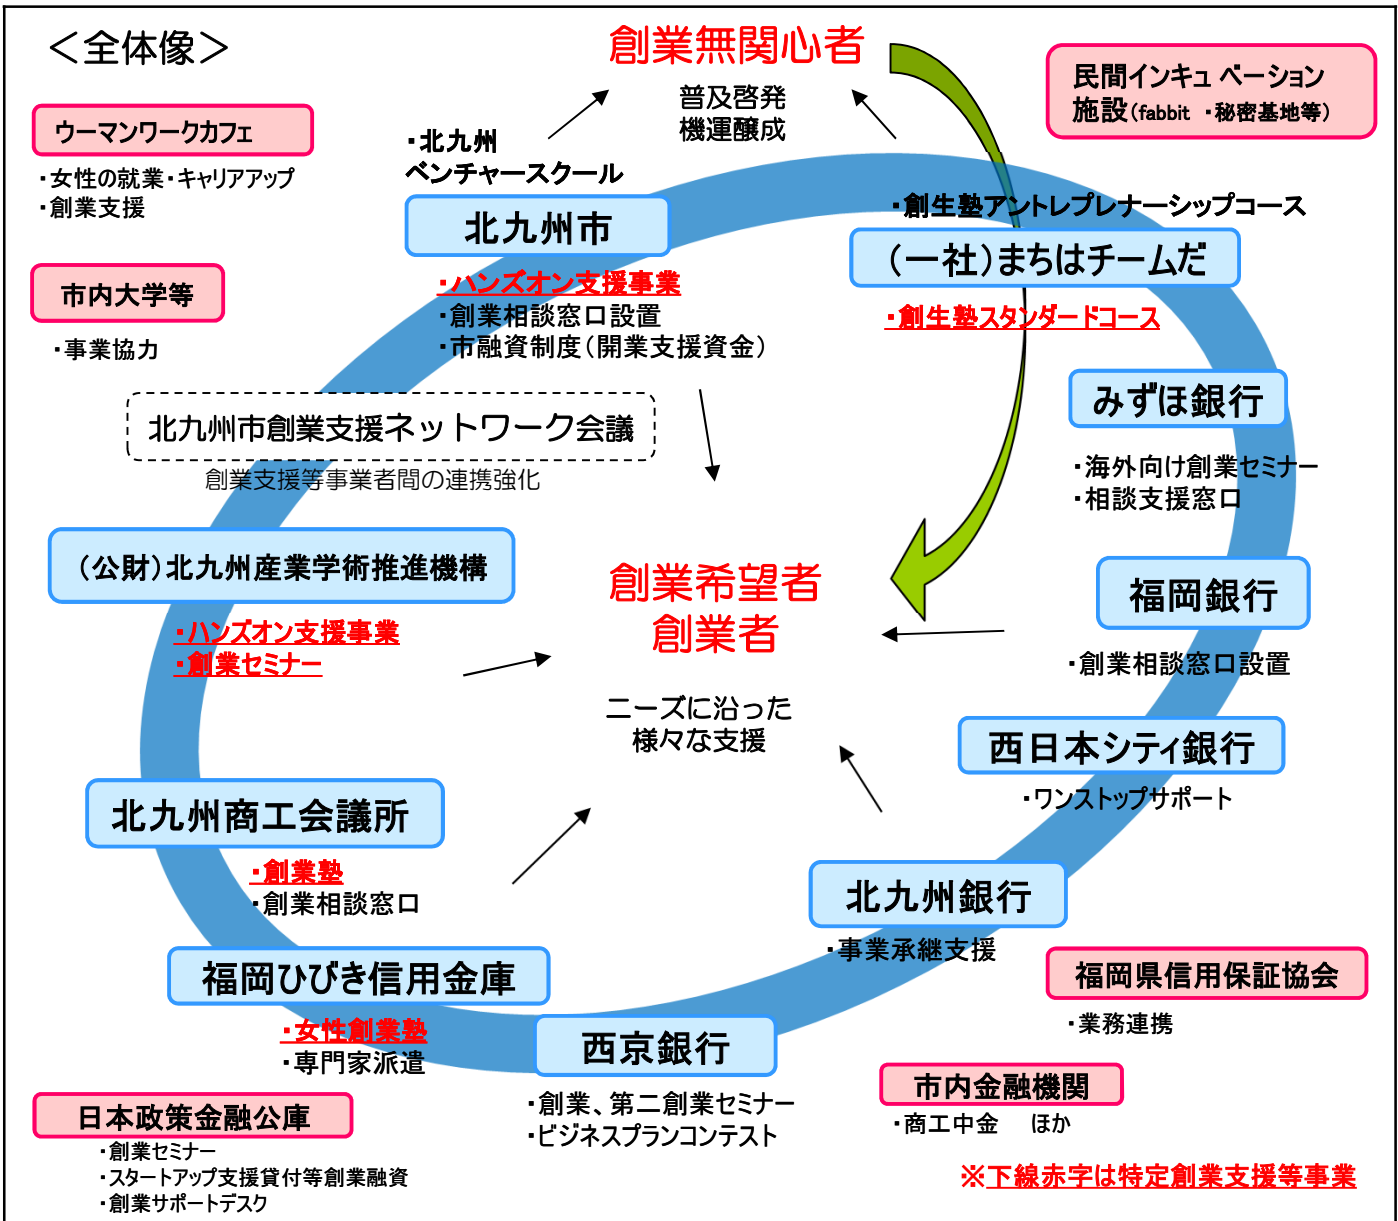 ＜全体像＞
創業無関心者
普及啓発
機運醸成
民間インキュベーション
施設（fabbit ・秘密基地等）
ウーマンワークカフェ
・女性の就業・キャリアアップ
・創業支援
・北九州
ベンチャースクール
北九州市
・ハンズオン支援事業
・創業相談窓口設置
・市融資制度（開業支援資金）
・創生塾アントレプレナーシップコース
（一社）まちはチームだ
・創生塾スタンダードコース
市内大学等
・事業協力
北九州市創業支援ネットワーク会議
創業支援等事業者間の連携強化
みずほ銀行
・海外向け創業セミナー
・相談支援窓口
（公財）北九州産業学術推進機構
・ハンズオン支援事業
・創業セミナー
創業希望者
創業者
ニーズに沿った
様々な支援
福岡銀行
・創業相談窓口設置
西日本シティ銀行
・ワンストップサポート
北九州商工会議所
・創業塾
・創業相談窓口
北九州銀行
・事業承継支援
福岡ひびき信用金庫
・女性創業塾
・専門家派遣
西京銀行
・創業、第二創業セミナー
・ビジネスプランコンテスト
福岡県信用保証協会
・業務連携
市内金融機関
・商工中金　ほか
日本政策金融公庫
・創業セミナー
・スタートアップ支援貸付等創業融資
・創業サポートデスク
※下線赤字は特定創業支援等事業